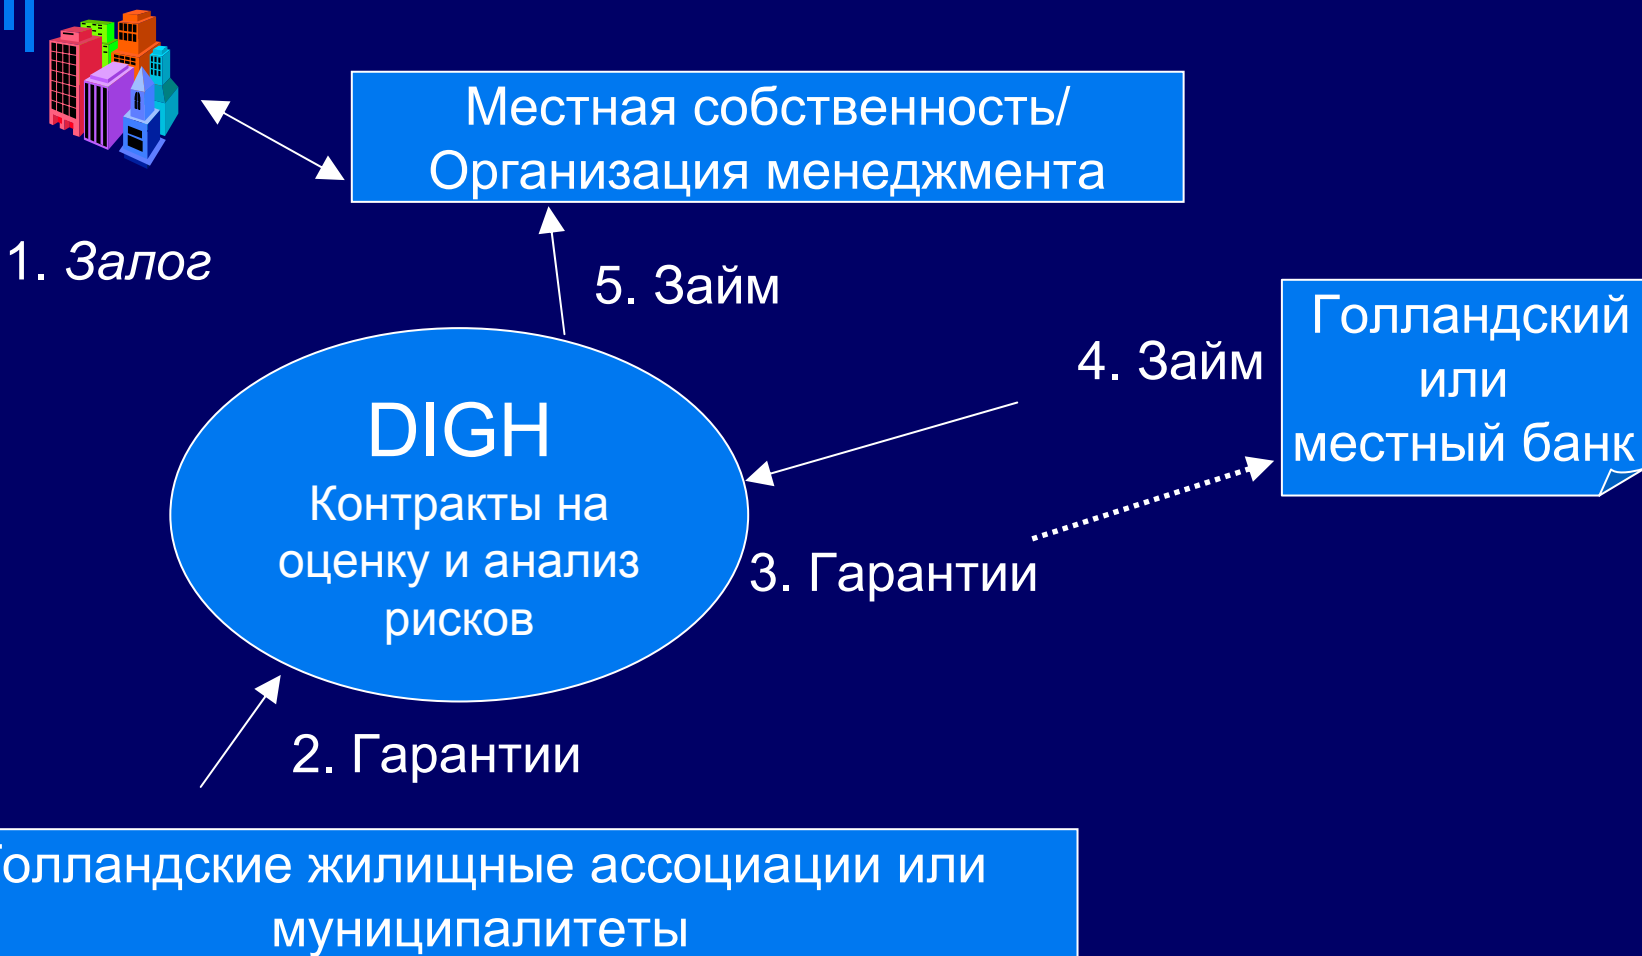 Местная собственность/
Организация менеджмента
1. Залог
5. Займ
Голландский
или
местный банк
4. Займ
DIGH
Контракты на
оценку и анализ
рисков
3. Гарантии
2. Гарантии
Голландские жилищные ассоциации или
муниципалитеты